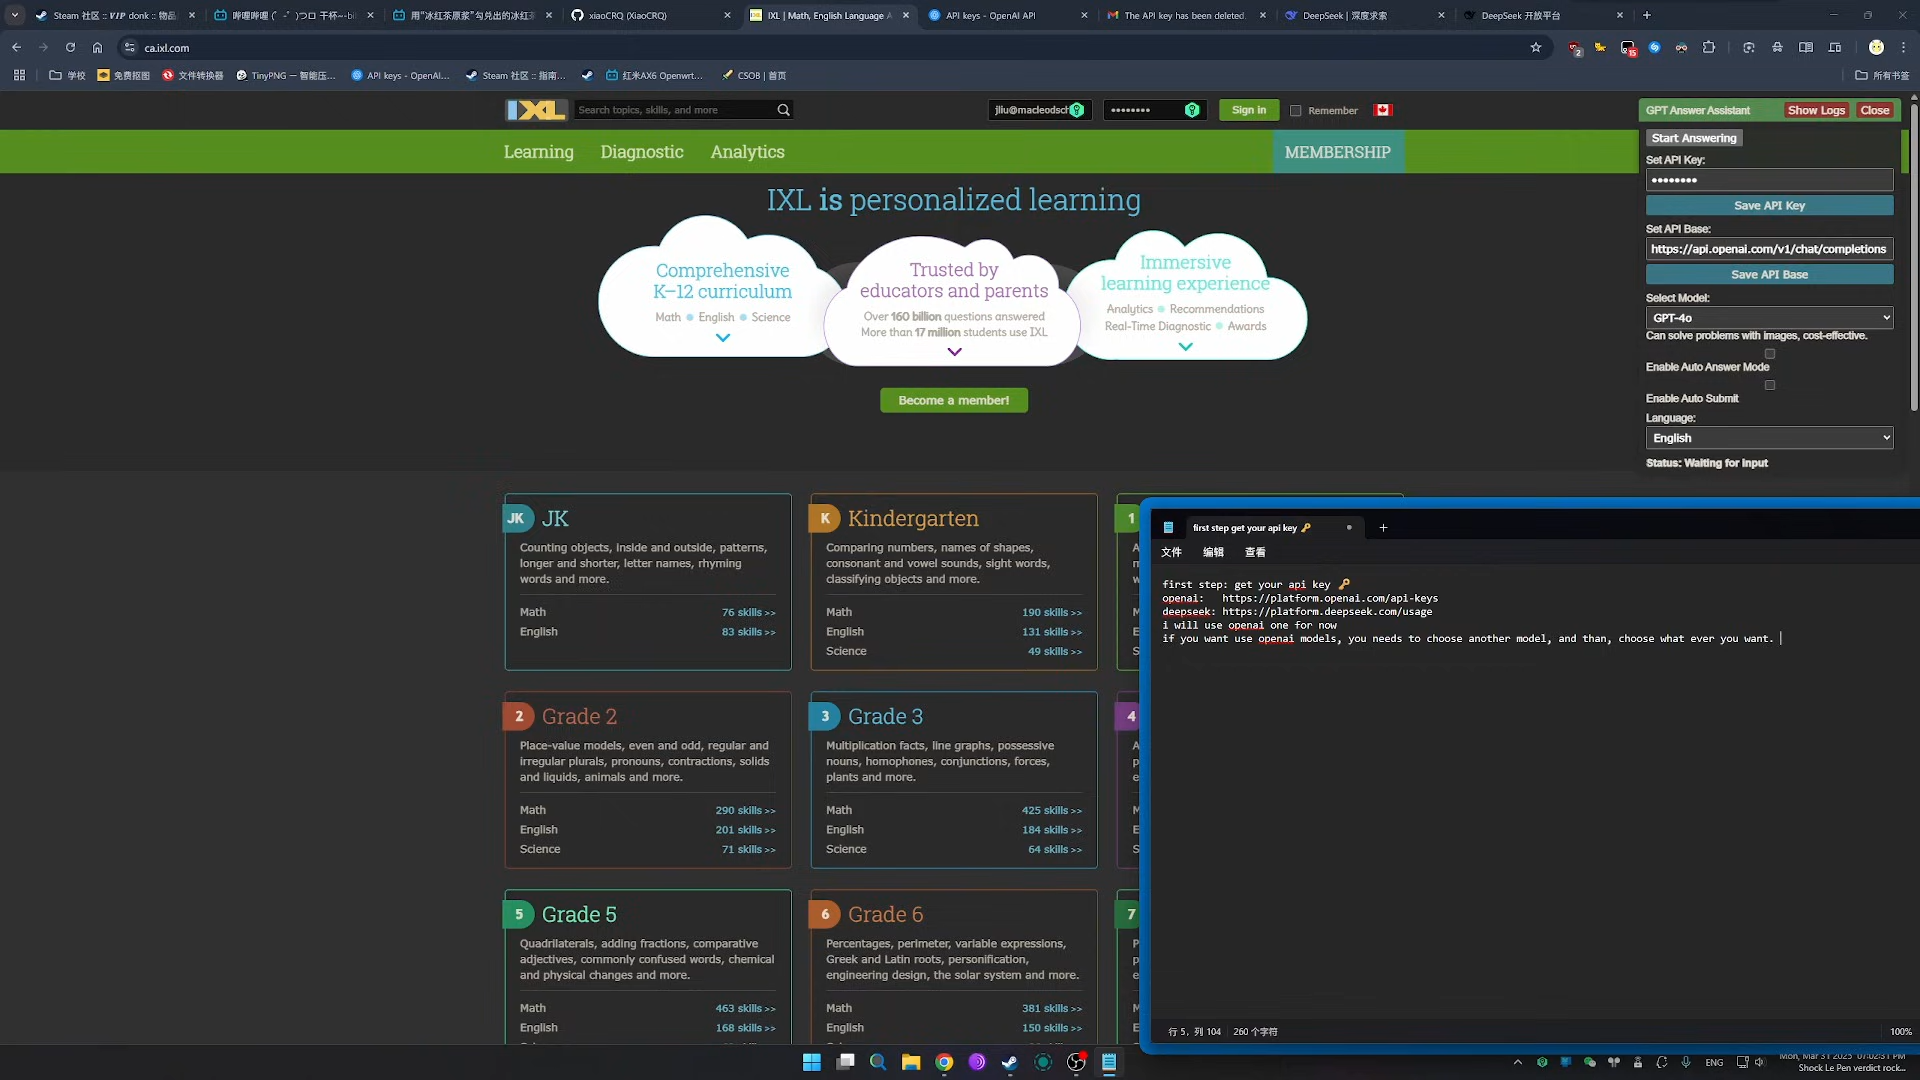 Steam 社区 :: VIP donk :: 物品
哔哩哔哩 (゜-゜)つロ 干杯~-bi
用"冰红茶原浆"勾兑出的冰红茶
xiaoCRQ (XiaoCRQ)
IXL | Math, English Language A
API keys - OpenAI API
The API key has been deleted.
DeepSeek | 深度求索
DeepSeek 开放平台
ca.ixl.com
学校
免费抠图
文件转换器
TinyPNG — 智能压...
API keys - OpenAI...
Steam 社区 :: 指南...
红米AX6 Openwrt...
CSOB | 首页
所有书签
IXL
Search topics, skills, and more
jliu@macleodsch
••••••••
Sign in
Remember
Learning
Diagnostic
Analytics
MEMBERSHIP
IXL is personalized learning
Comprehensive
K–12 curriculum
Math • English • Science
Trusted by
educators and parents
Over 160 billion questions answered
More than 17 million students use IXL
Immersive
learning experience
Analytics • Recommendations
Real-Time Diagnostic • Awards
Become a member!
GPT Answer Assistant
Show Logs
Close
Start Answering
Set API Key:
••••••••
Save API Key
Set API Base:
https://api.openai.com/v1/chat/completions
Save API Base
Select Model:
GPT-4o
Can solve problems with images, cost-effective.
Enable Auto Answer Mode
Enable Auto Submit
Language:
English
Status: Waiting for input
JK JK
Counting objects, inside and outside, patterns,
longer and shorter, letter names, rhyming
words and more.
Math 76 skills >>
English 83 skills >>
K Kindergarten
Comparing numbers, names of shapes,
consonant and vowel sounds, sight words,
classifying objects and more.
Math 190 skills >>
English 131 skills >>
Science 49 skills >>
1
2 Grade 2
Place-value models, even and odd, regular and
irregular plurals, pronouns, contractions, solids
and liquids, animals and more.
Math 290 skills >>
English 201 skills >>
Science 71 skills >>
3 Grade 3
Multiplication facts, line graphs, possessive
nouns, homophones, conjunctions, forces,
plants and more.
Math 425 skills >>
English 184 skills >>
Science 64 skills >>
4
5 Grade 5
Quadrilaterals, adding fractions, comparative
adjectives, commonly confused words, chemical
and physical changes and more.
Math 463 skills >>
English 168 skills >>
6 Grade 6
Percentages, perimeter, variable expressions,
Greek and Latin roots, personification,
engineering design, the solar system and more.
Math 381 skills >>
English 150 skills >>
7
first step get your api key 🔑
文件
编辑
查看
first step: get your api key 🔑
openai: https://platform.openai.com/api-keys
deepseek: https://platform.deepseek.com/usage
i will use openai one for now
if you want use openai models, you needs to choose another model, and than, choose what ever you want.
行 5, 列 104
260 个字符
100%
ENG
Mon, Mar 31 2025 07:02:31 PM
Shock Le Pen verdict rock...